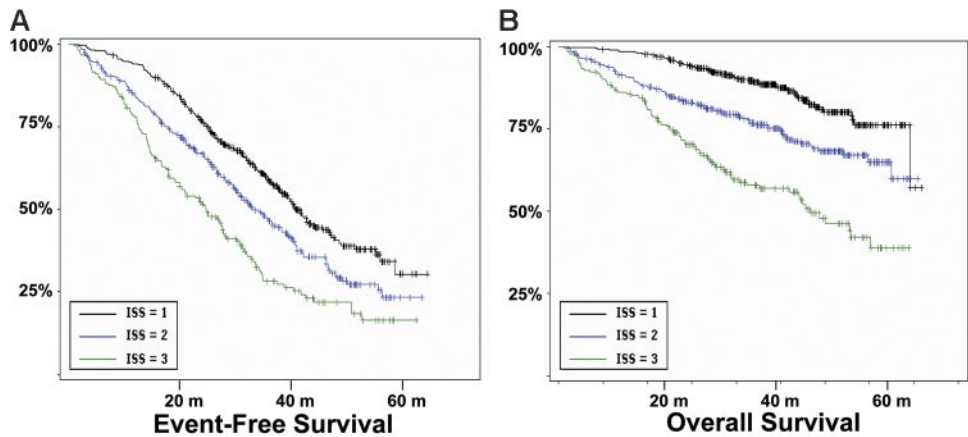 A
100%
75%
50%
25%
ISS = 1
ISS = 2
ISS = 3
20 m 40 m 60 m
Event-Free Survival
B
100%
75%
50%
25%
ISS = 1
ISS = 2
ISS = 3
20 m 40 m 60 m
Overall Survival